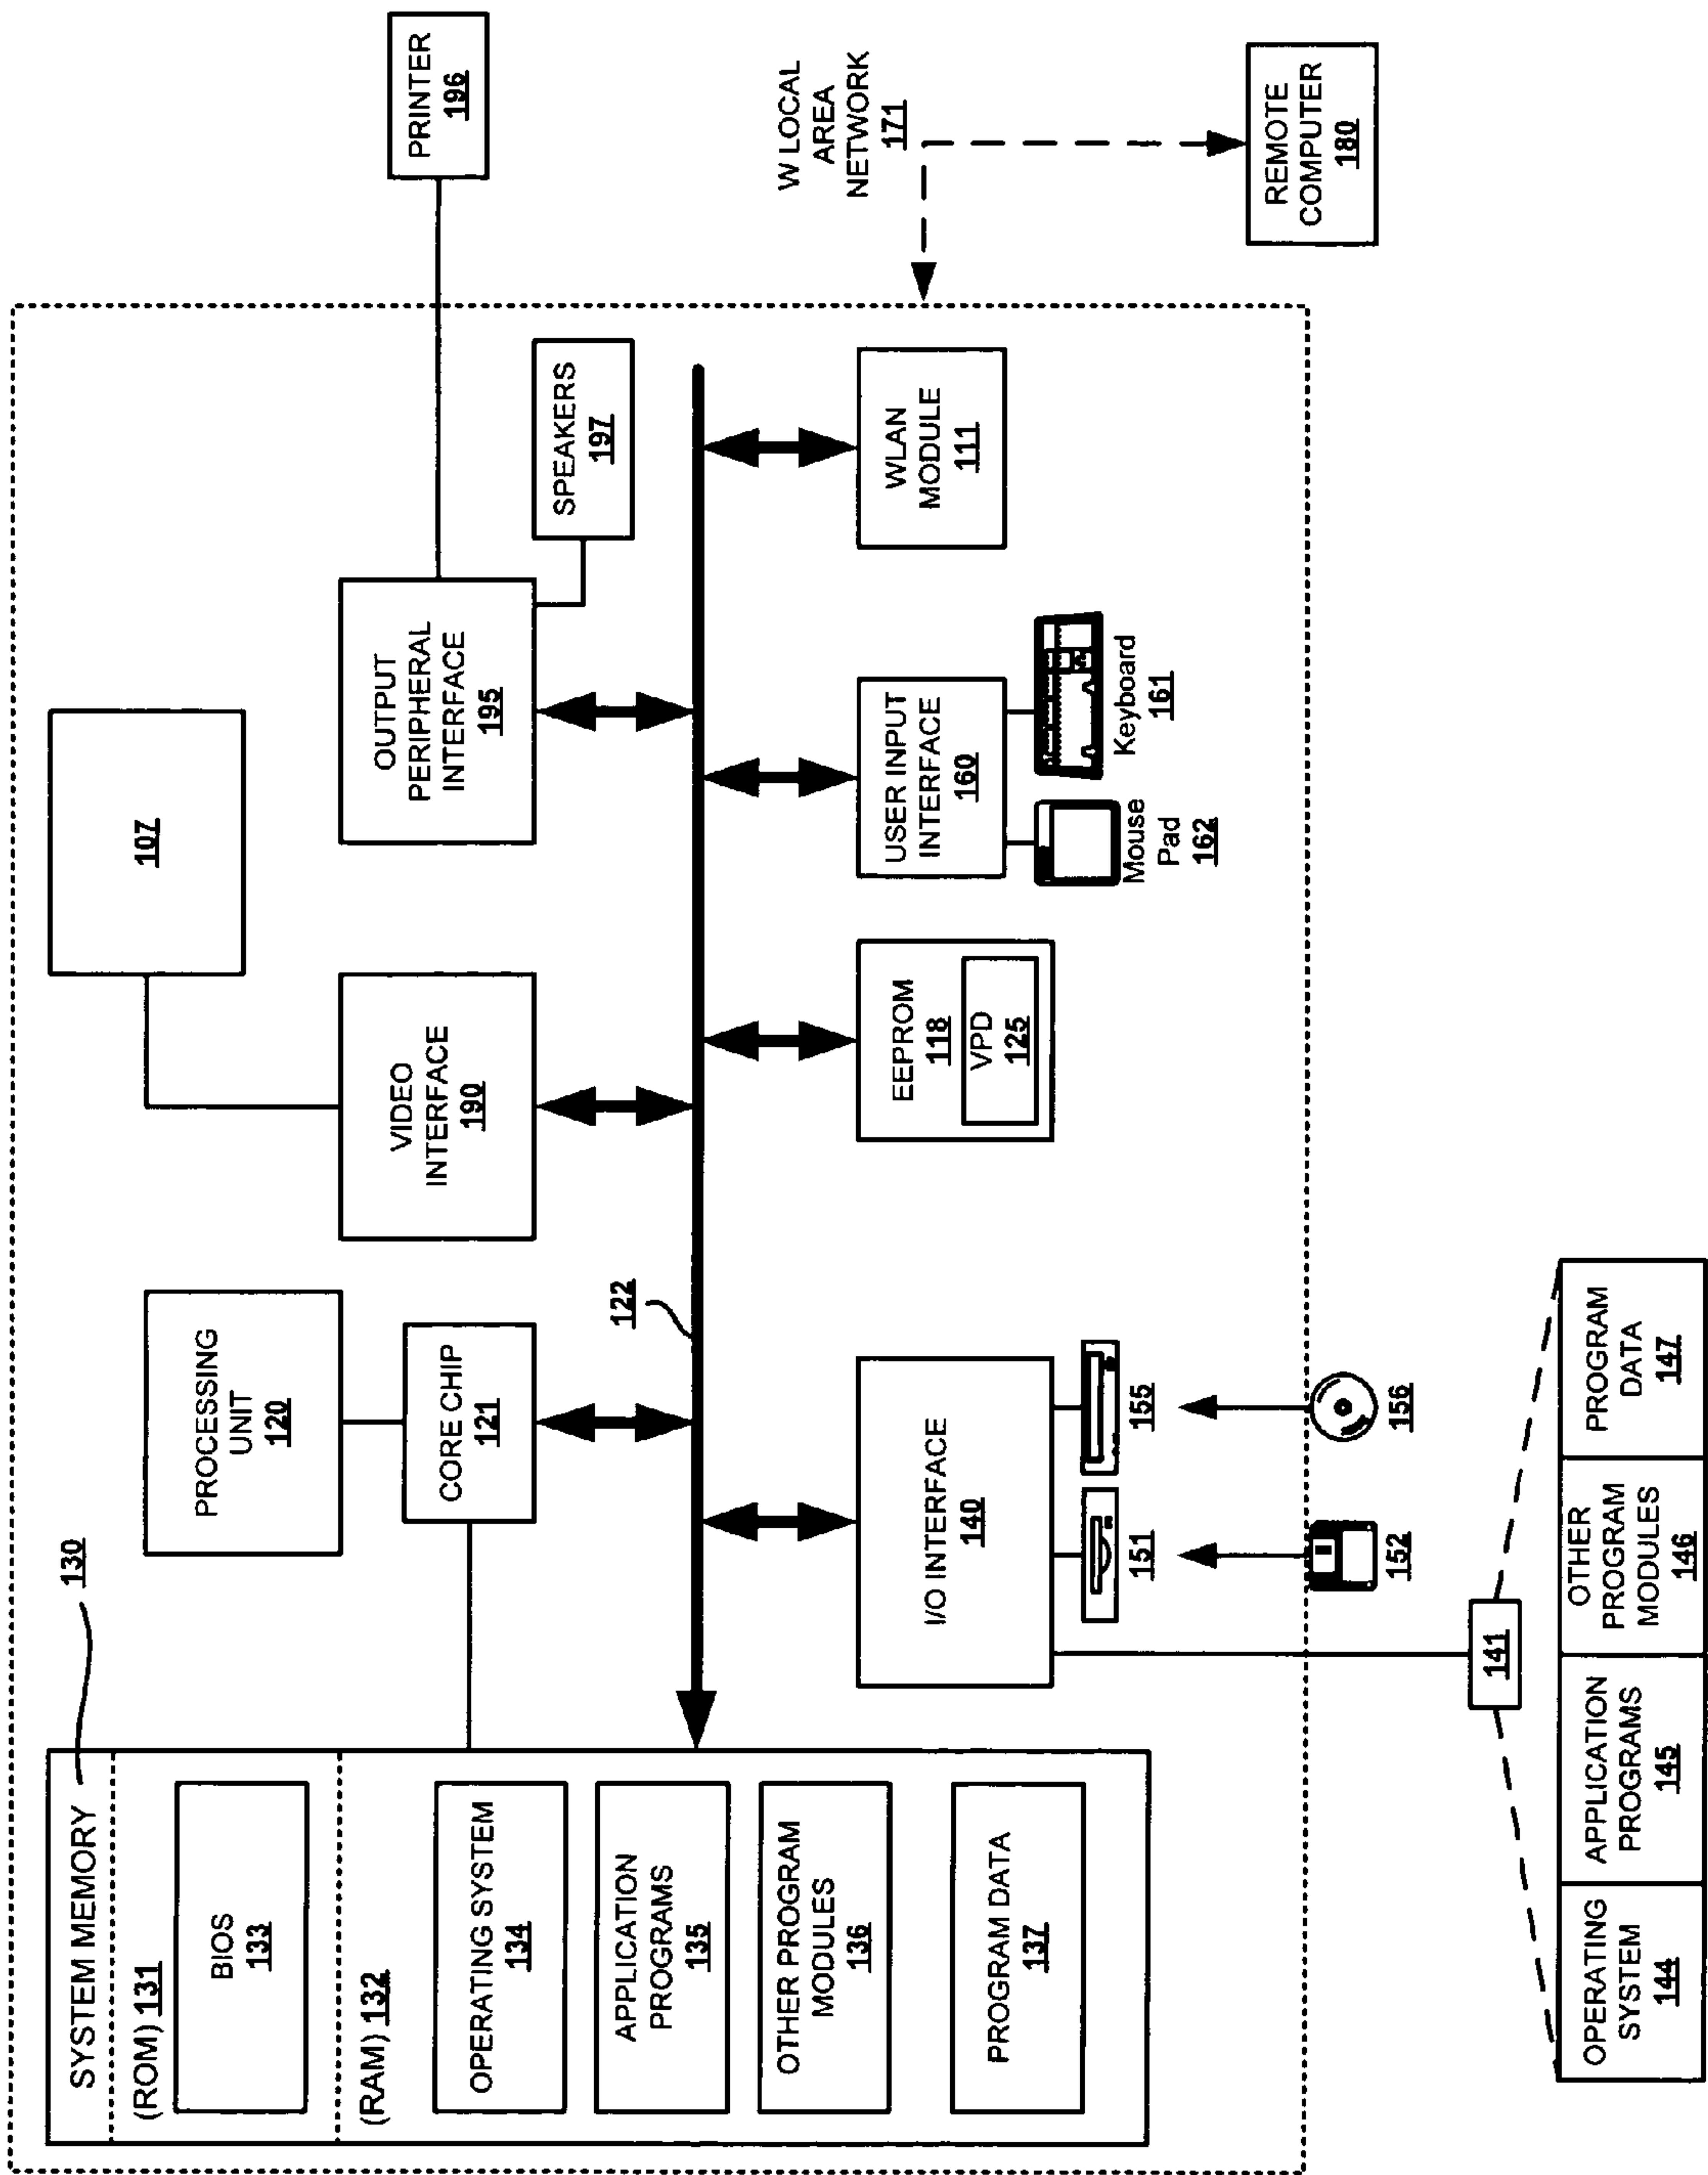 SYSTEM MEMORY
130
(ROM) 131
BIOS
133
(RAM) 132
OPERATING SYSTEM
134
APPLICATION
PROGRAMS
135
OTHER PROGRAM
MODULES
136
PROGRAM DATA
137
PROCESSING
UNIT
120
CORE CHIP
121
122
VIDEO
INTERFACE
190
107
OUTPUT
PERIPHERAL
INTERFACE
195
SPEAKERS
197
PRINTER
196
I/O INTERFACE
140
151
155
152
156
EEPROM
118
VPD
125
USER INPUT
INTERFACE
160
Mouse
Pad
162
Keyboard
161
WLAN
MODULE
111
W LOCAL
AREA
NETWORK
171
REMOTE
COMPUTER
180
141
OPERATING
SYSTEM
144
APPLICATION
PROGRAMS
145
OTHER
PROGRAM
MODULES
146
PROGRAM
DATA
147